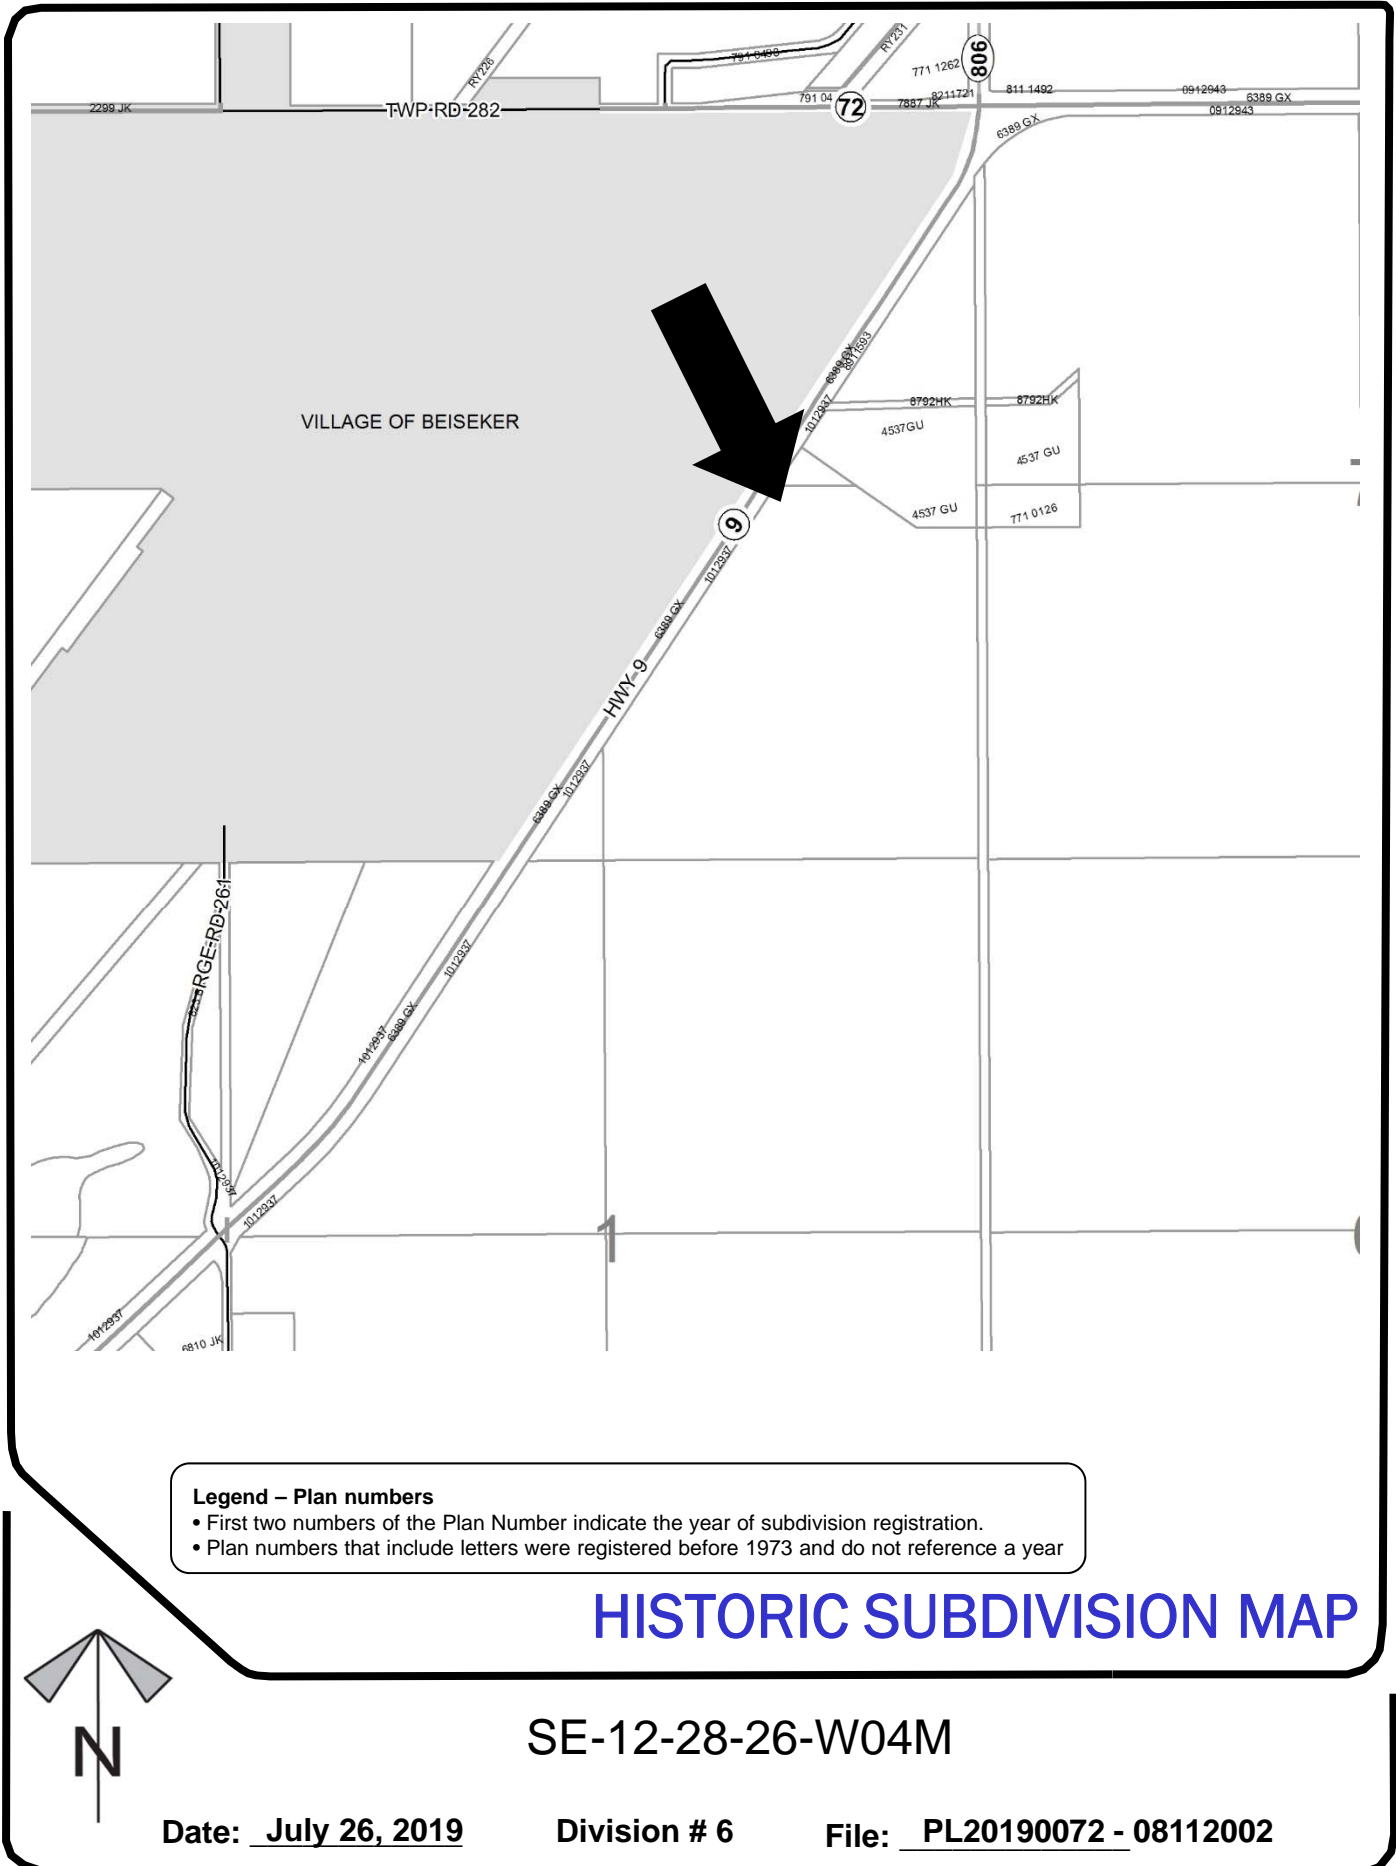 RY226
791 0498
RY231
771 1262
806
2299 JK
TWP RD 282
791 04
72
7887 JK
8211721
811 1492
0912943
6389 GX
0912943
6389 GX
6389 GX
8911593
1012937
VILLAGE OF BEISEKER
8792HK
8792HK
4537GU
4537 GU
4537 GU
771 0126
9
1012937
6389 GX
HWY 9
1012937
6389 GX
RGE RD 261
1012937
6389 GX
1012937
1012937
1012937
1
1012937
6810 JK
Legend – Plan numbers
• First two numbers of the Plan Number indicate the year of subdivision registration.
• Plan numbers that include letters were registered before 1973 and do not reference a year
HISTORIC SUBDIVISION MAP
N
SE-12-28-26-W04M
Date: July 26, 2019 Division # 6 File: PL20190072 - 08112002